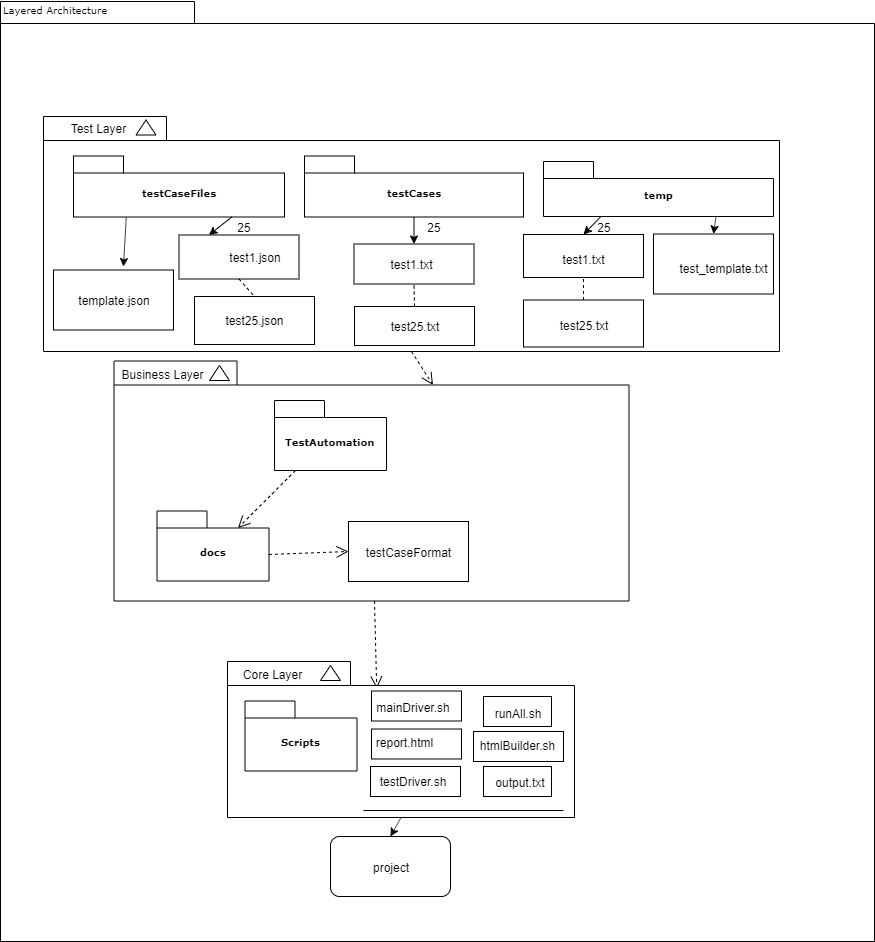 Layered Architecture
Test Layer
testCaseFiles
testCases
temp
25
25
25
test1.json
test1.txt
test1.txt
test_template.txt
template.json
test25.json
test25.txt
test25.txt
Business Layer
TestAutomation
docs
testCaseFormat
Core Layer
Scripts
mainDriver.sh
runAll.sh
report.html
htmlBuilder.sh
testDriver.sh
output.txt
project